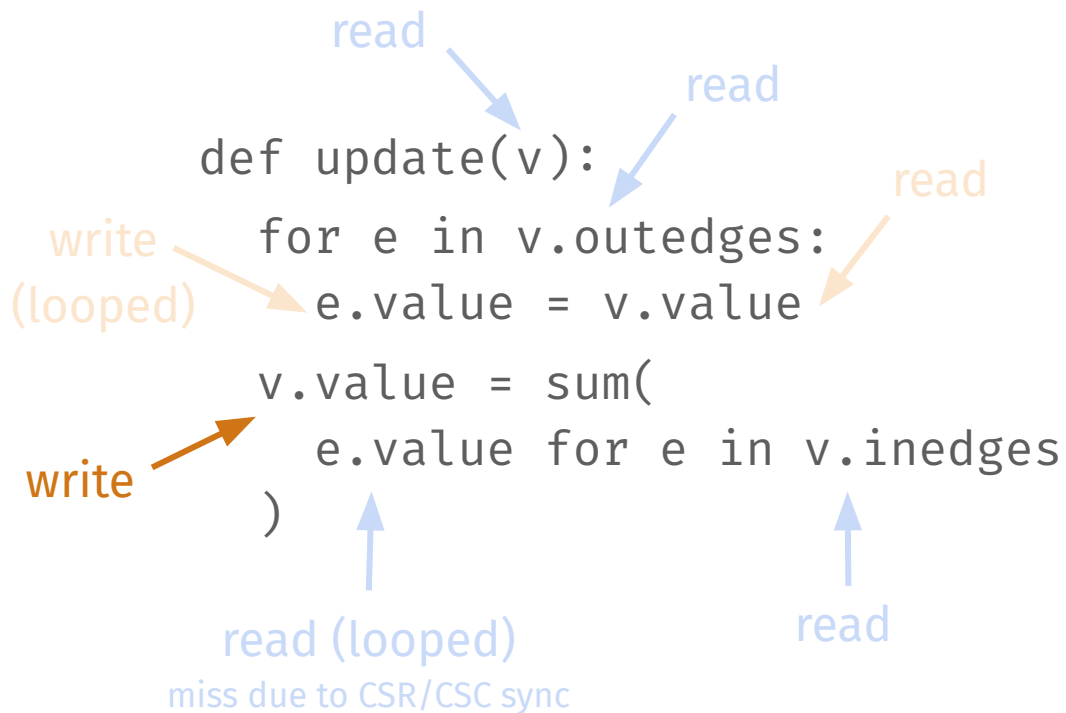 read
read
def update(v):
read
write
(looped)
for e in v.outedges:
e.value = v.value
v.value = sum(
e.value for e in v.inedges
write
)
read (looped)
miss due to CSR/CSC sync
read